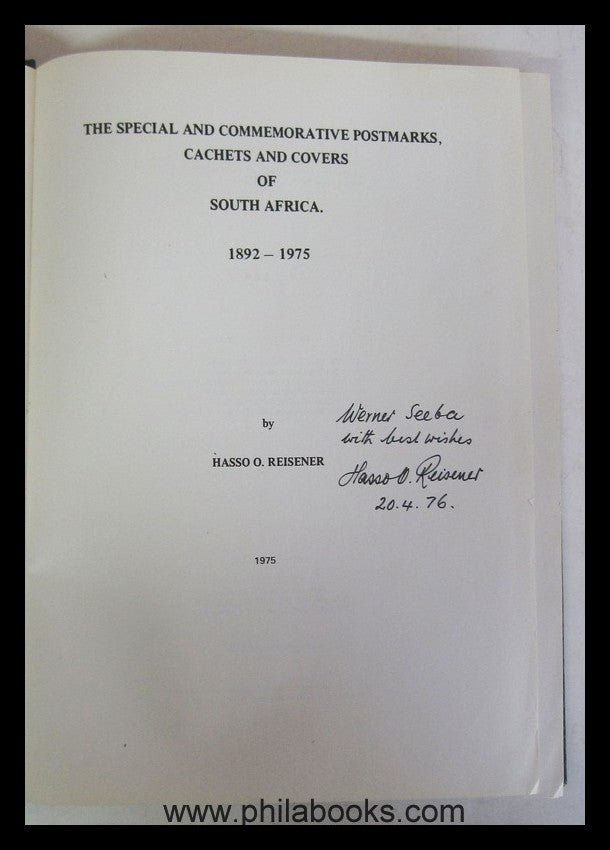 THE SPECIAL AND COMMEMORATIVE POSTMARKS,
CACHETS AND COVERS
OF
SOUTH AFRICA.
1892 – 1975
by
HASSO O. REISENER
Werner Seeba
with best wishes
Hasso O. Reisener
20.4.76.
1975
www.philabooks.com